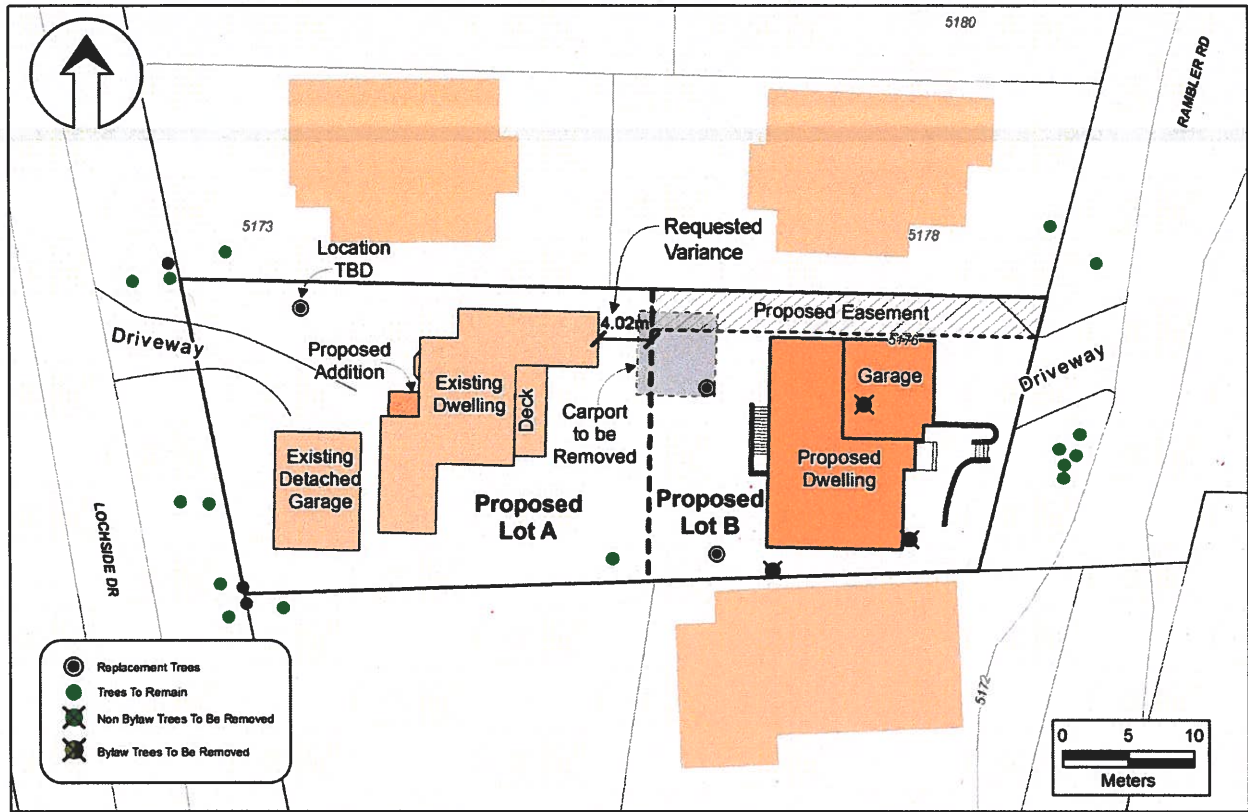 5180
RAMBLER RD
5173
Location
TBD
Requested
Variance
5178
4.02m
Proposed Easement
5176
Driveway
Proposed
Addition
Existing
Dwelling
Deck
Carport
to be
Removed
Garage
Driveway
Existing
Detached
Garage
Proposed
Lot A
Proposed
Lot B
Proposed
Dwelling
LOCHSIDE DR
5172
Replacement Trees
Trees To Remain
Non Bylaw Trees To Be Removed
Bylaw Trees To Be Removed
0 5 10
Meters